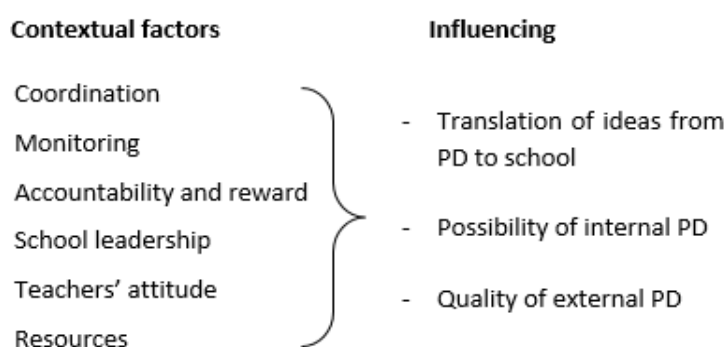 Contextual factors
Coordination
Monitoring
Accountability and reward
School leadership
Teachers’ attitude
Resources
Influencing
- Translation of ideas from
PD to school
- Possibility of internal PD
- Quality of external PD